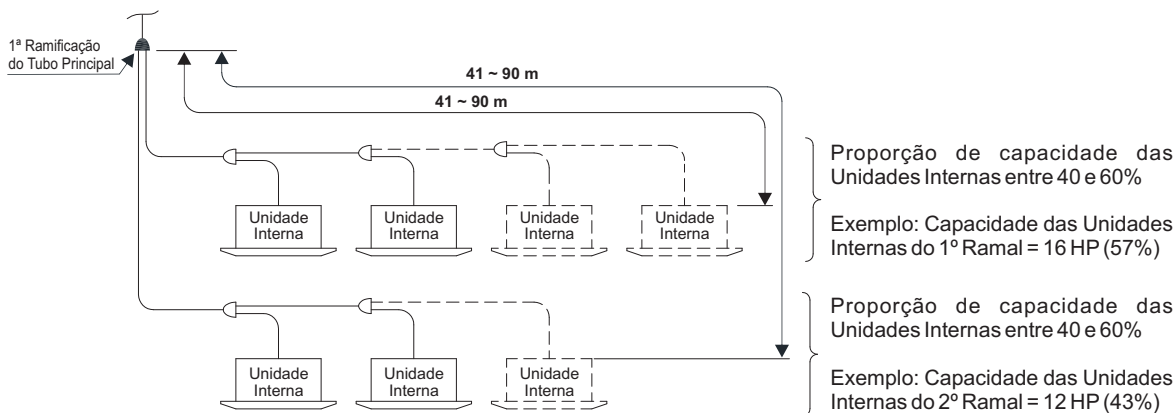 1ª Ramificação
do Tubo Principal
41 ~ 90 m
41 ~ 90 m
Unidade
Interna
Unidade
Interna
Unidade
Interna
Unidade
Interna
Proporção de capacidade das
Unidades Internas entre 40 e 60%
Exemplo: Capacidade das Unidades
Internas do 1º Ramal = 16 HP (57%)
Unidade
Interna
Unidade
Interna
Unidade
Interna
Proporção de capacidade das
Unidades Internas entre 40 e 60%
Exemplo: Capacidade das Unidades
Internas do 2º Ramal = 12 HP (43%)